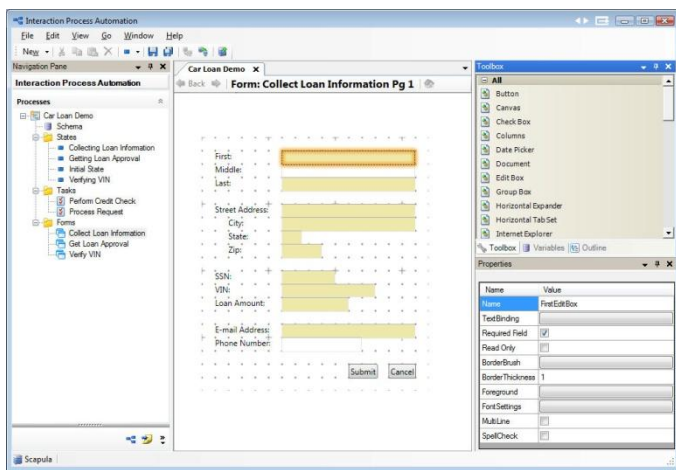 Interaction Process Automation
File Edit View Go Window Help
New
Navigation Pane
Interaction Process Automation
Processes
Car Loan Demo
Schema
States
Collecting Loan Information
Getting Loan Approval
Initial State
Verifying VIN
Tasks
Perform Credit Check
Process Request
Forms
Collect Loan Information
Get Loan Approval
Verify VIN
Scapula
Car Loan Demo
Back Form: Collect Loan Information Pg 1
First:
Middle:
Last:
Street Address:
City:
State:
Zip:
SSN:
VIN:
Loan Amount:
E-mail Address:
Phone Number:
Submit Cancel
Toolbox
All
Button
Canvas
Check Box
Columns
Date Picker
Document
Edit Box
Group Box
Horizontal Expander
Horizontal Tab Set
Internet Explorer
Toolbox Variables Outline
Properties
Name Value
Name FirstEditBox
TextBinding
Required Field
Read Only
BorderBrush
BorderThickness 1
Foreground
FontSettings
MultiLine
SpellCheck